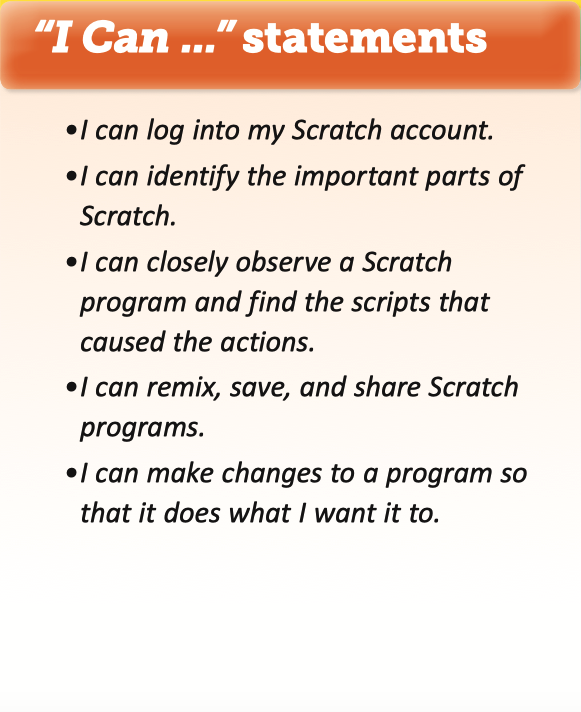 “I Can ...” statements
•I can log into my Scratch account.
•I can identify the important parts of
Scratch.
•I can closely observe a Scratch
program and find the scripts that
caused the actions.
•I can remix, save, and share Scratch
programs.
•I can make changes to a program so
that it does what I want it to.